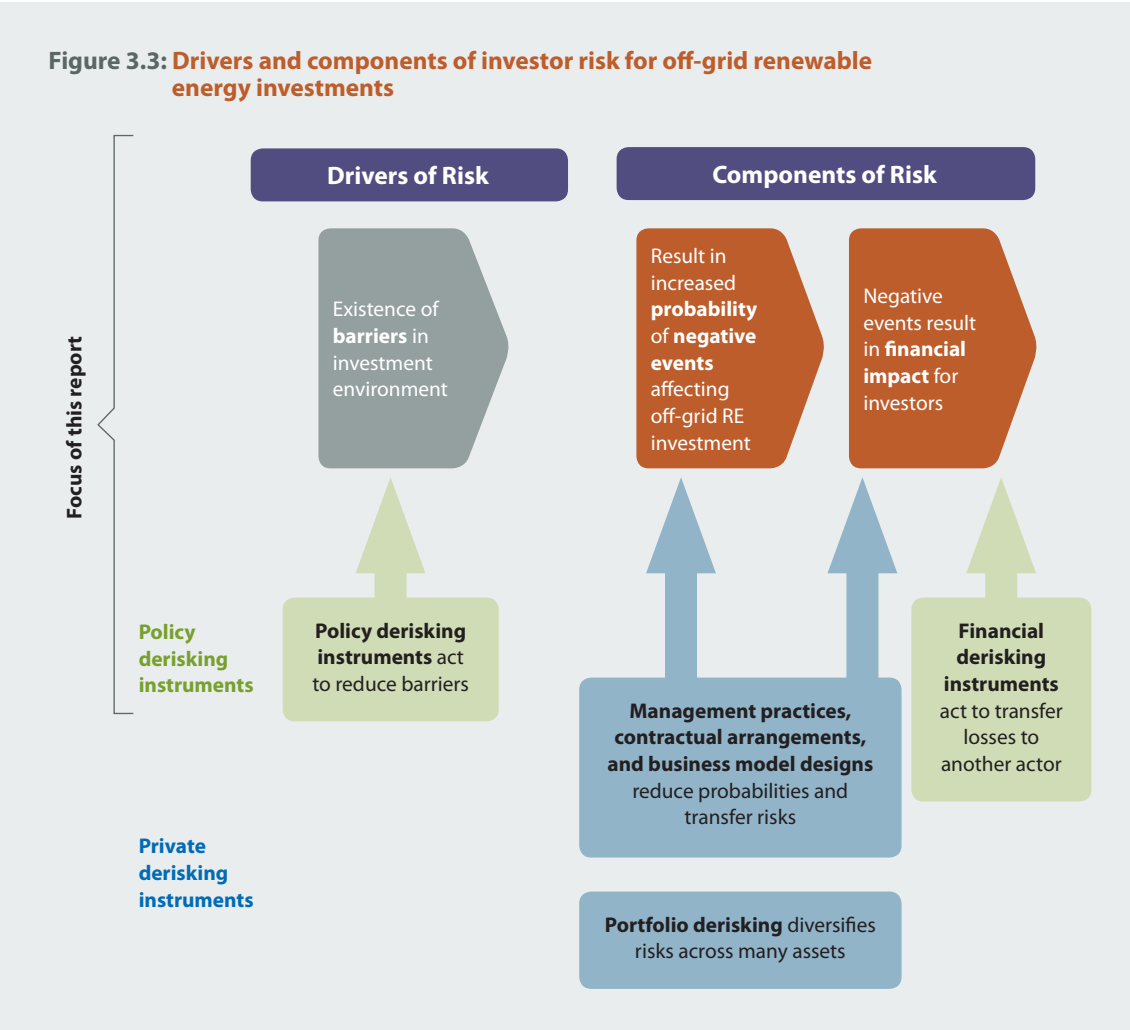 Figure 3.3: Drivers and components of investor risk for off-grid renewable
energy investments
Focus of this report
Drivers of Risk
Components of Risk
Existence of
barriers in
investment
environment
Result in
increased
probability
of negative
events
affecting
off-grid RE
investment
Negative
events result
in financial
impact for
investors
Policy
derisking
instruments
Policy derisking
instruments act
to reduce barriers
Management practices,
contractual arrangements,
and business model designs
reduce probabilities and
transfer risks
Financial
derisking
instruments
act to transfer
losses to
another actor
Private
derisking
instruments
Portfolio derisking diversifies
risks across many assets